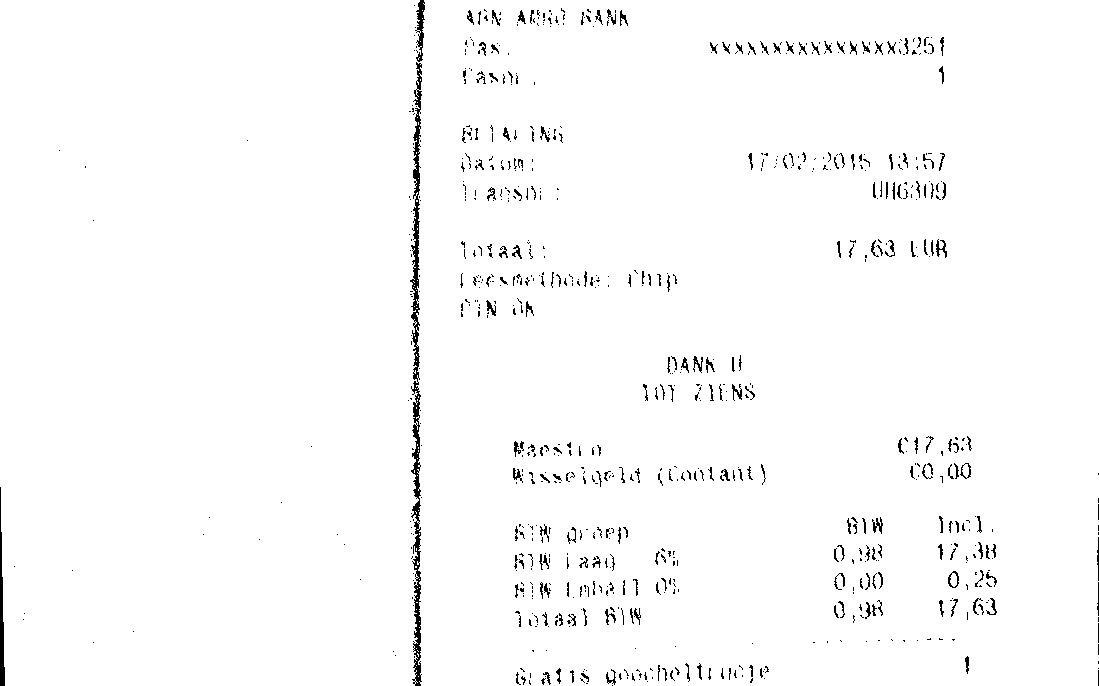 ABN AMRO BANK
Pas: xxxxxxxxxxxxxxx3251
Pasnr. 1
BETALING
Datum: 17/02/2015 13:57
Transnr: UH6309
Totaal: 17,63 EUR
Leesmethode: Chip
PIN OK
DANK U
TOT ZIENS
Maestro €17,63
Wisselgeld (Contant) €0,00
BTW groep BTW Incl.
BTW Laag 6% 0,98 17,38
BTW Emball 0% 0,00 0,25
Totaal BTW 0,98 17,63
Gratis goocheltrucje 1